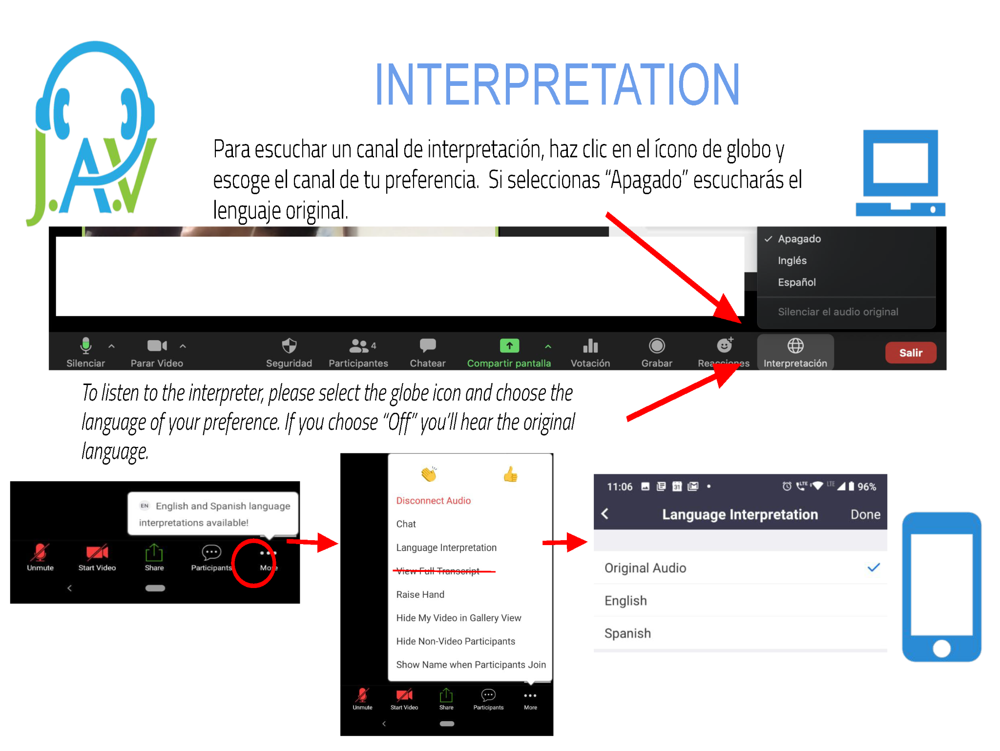 J.A.V
INTERPRETATION
Para escuchar un canal de interpretación, haz clic en el ícono de globo y
escoge el canal de tu preferencia. Si seleccionas “Apagado” escucharás el
lenguaje original.
✓ Apagado
Inglés
Español
Silenciar el audio original
4
Silenciar
Parar Video
Seguridad
Participantes
Chatear
Compartir pantalla
Votación
Grabar
Reacciones
Interpretación
Salir
To listen to the interpreter, please select the globe icon and choose the
language of your preference. If you choose “Off” you’ll hear the original
language.
EN English and Spanish language
interpretations available!
Unmute
Start Video
Share
Participants
More
Disconnect Audio
Chat
Language Interpretation
View Full Transcript
Raise Hand
Hide My Video in Gallery View
Hide Non-Video Participants
Show Name when Participants Join
Unmute
Start Video
Share
Participants
More
11:06 31 LTE LTE 96%
Language Interpretation Done
Original Audio
English
Spanish